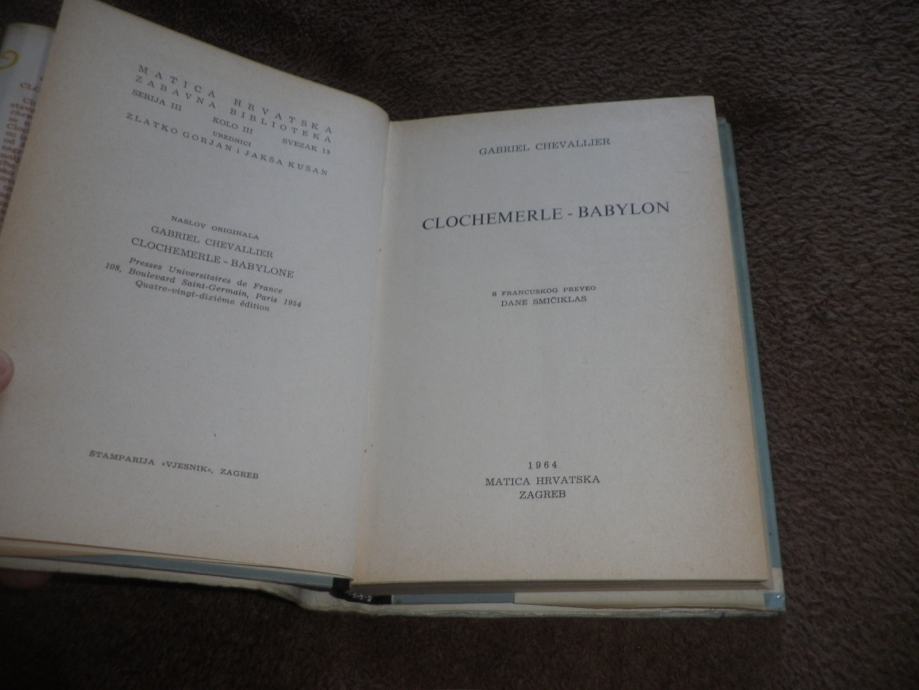 MATICA HRVATSKA
ZABAVNA BIBLIOTEKA
SERIJA III KOLO III SVEZAK 19
UREDNICI
ZLATKO GORJAN i JAKŠA KUŠAN
NASLOV ORIGINALA
GABRIEL CHEVALLIER
CLOCHEMERLE - BABYLONE
Presses Universitaires de France
108, Boulevard Saint-Germain, Paris 1954
Quatre-vingt-dizième édition
ŠTAMPARIJA »VJESNIK«, ZAGREB
GABRIEL CHEVALLIER
CLOCHEMERLE - BABYLON
S FRANCUSKOG PREVEO
DANE SMIČIKLAS
1964
MATICA HRVATSKA
ZAGREB